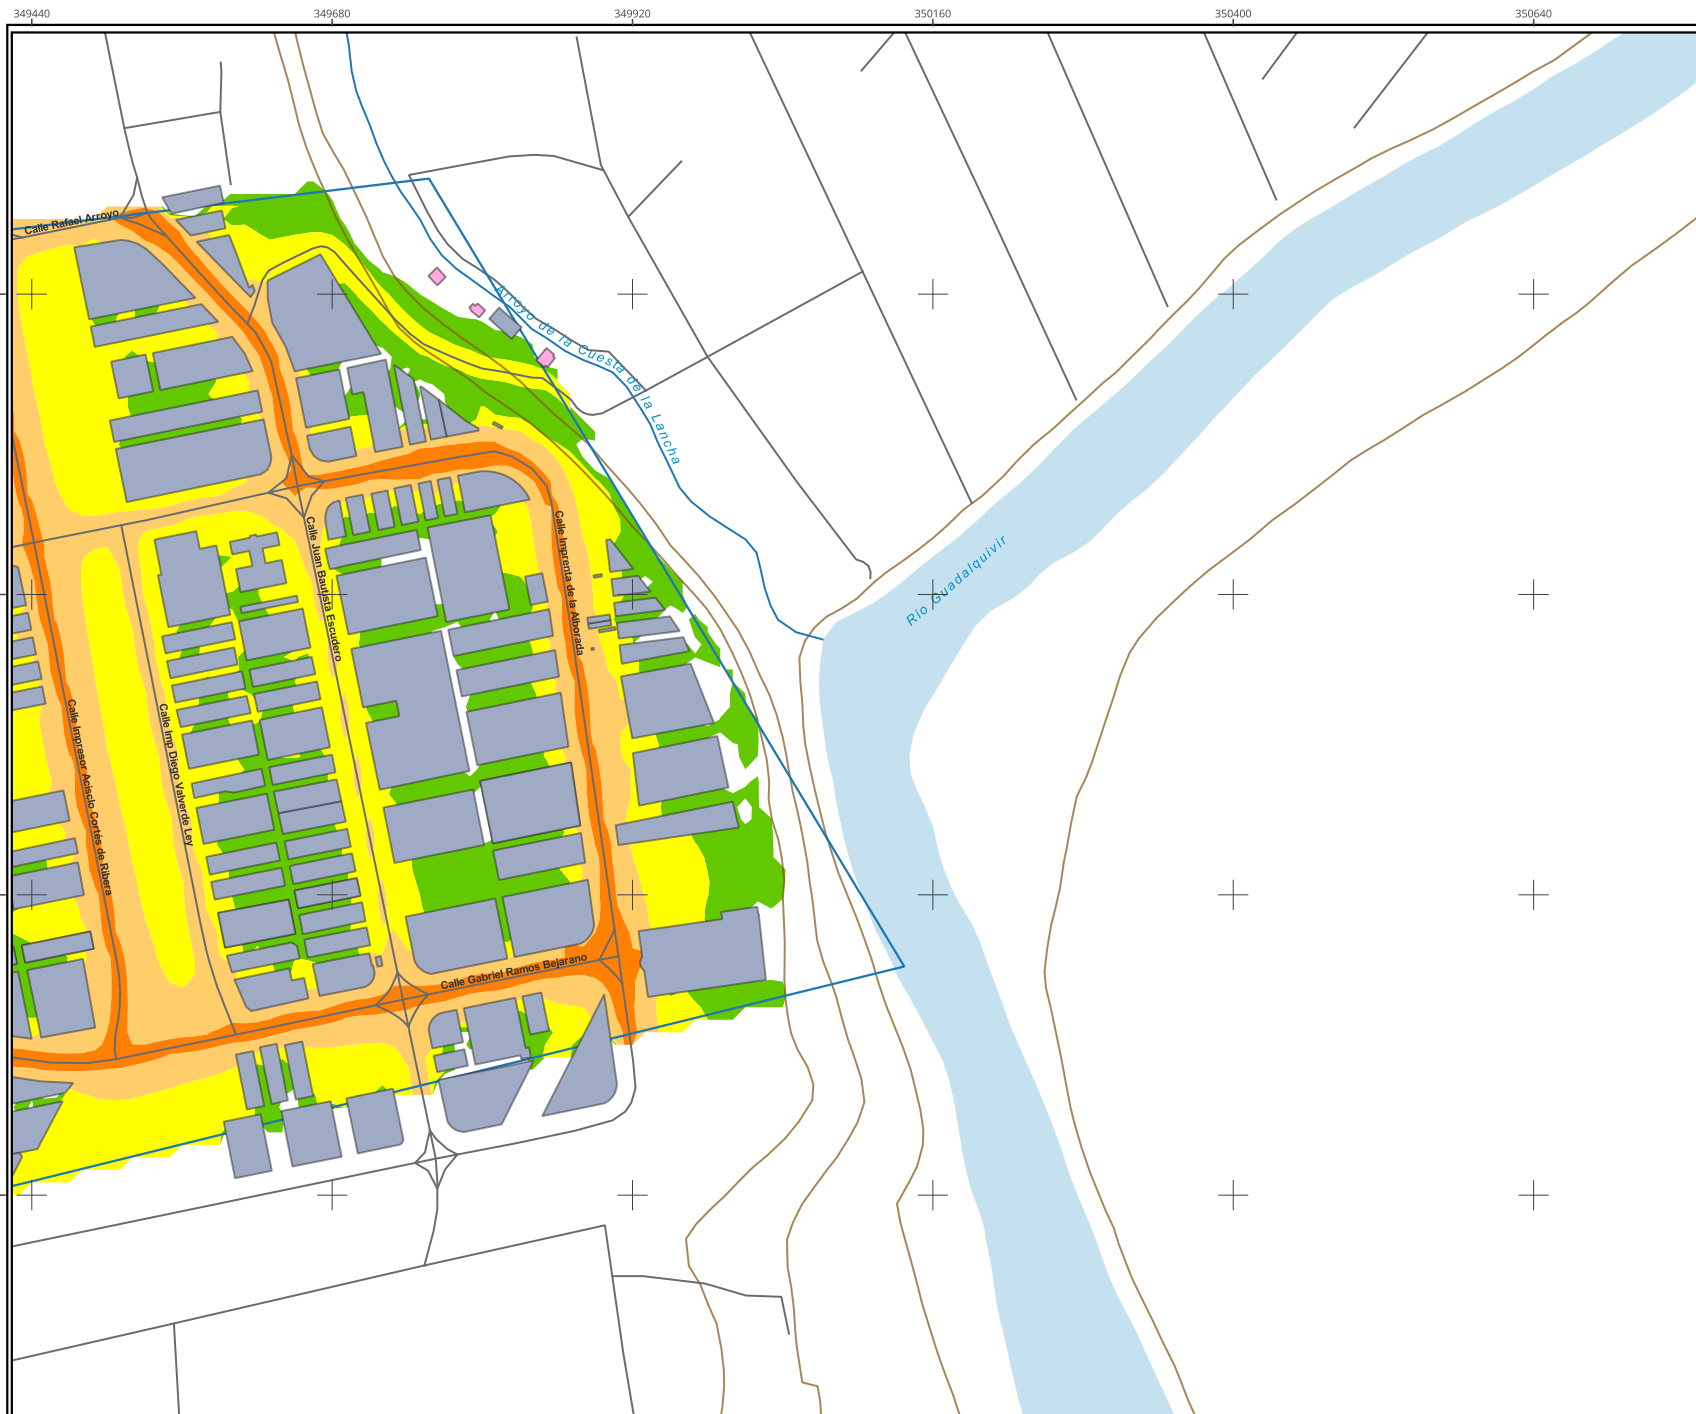 349440
349680
349920
350160
350400
350640
Calle Rafael Arroyo
Arroyo de la Cuesta de la Lancha
Calle Juan Bautista Escudero
Calle Imprenta de la Alborada
Río Guadalquivir
Calle Impresor Acisclo Cortés de Ribera
Calle Imp Diego Valverde Ley
Calle Gabriel Ramos Bejarano